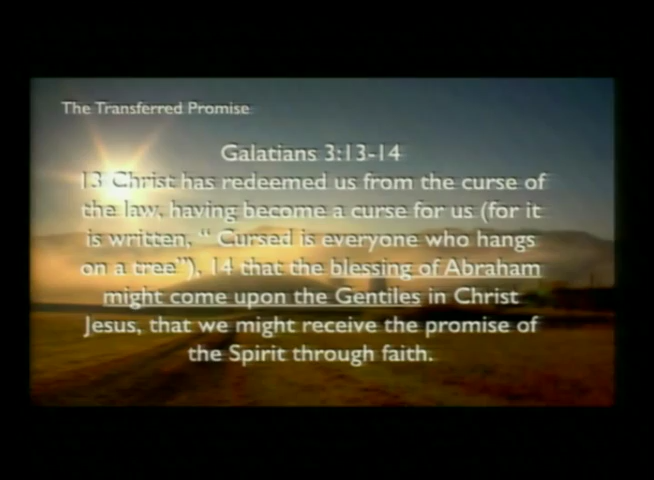 The Transferred Promise
Galatians 3:13-14
13 Christ has redeemed us from the curse of
the law, having become a curse for us (for it
is written, “ Cursed is everyone who hangs
on a tree”), 14 that the blessing of Abraham
might come upon the Gentiles in Christ
Jesus, that we might receive the promise of
the Spirit through faith.